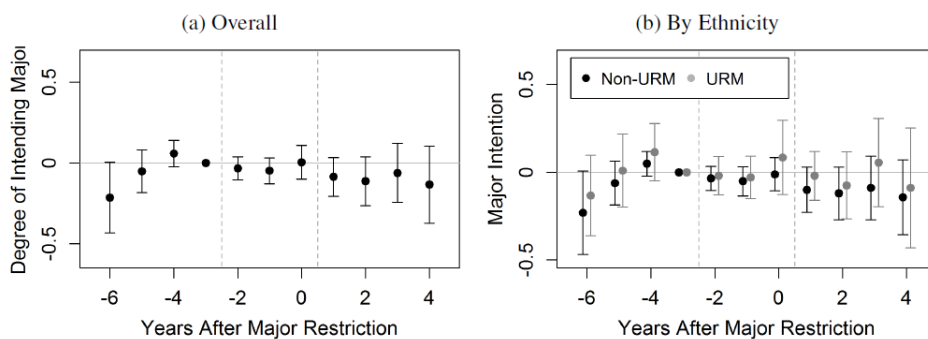 (a) Overall
Degree of Intending Major
0.5
0
-0.5
-6 -4 -2 0 2 4
Years After Major Restriction
(b) By Ethnicity
Major Intention
0.5
0
-0.5
Non-URM URM
-6 -4 -2 0 2 4
Years After Major Restriction